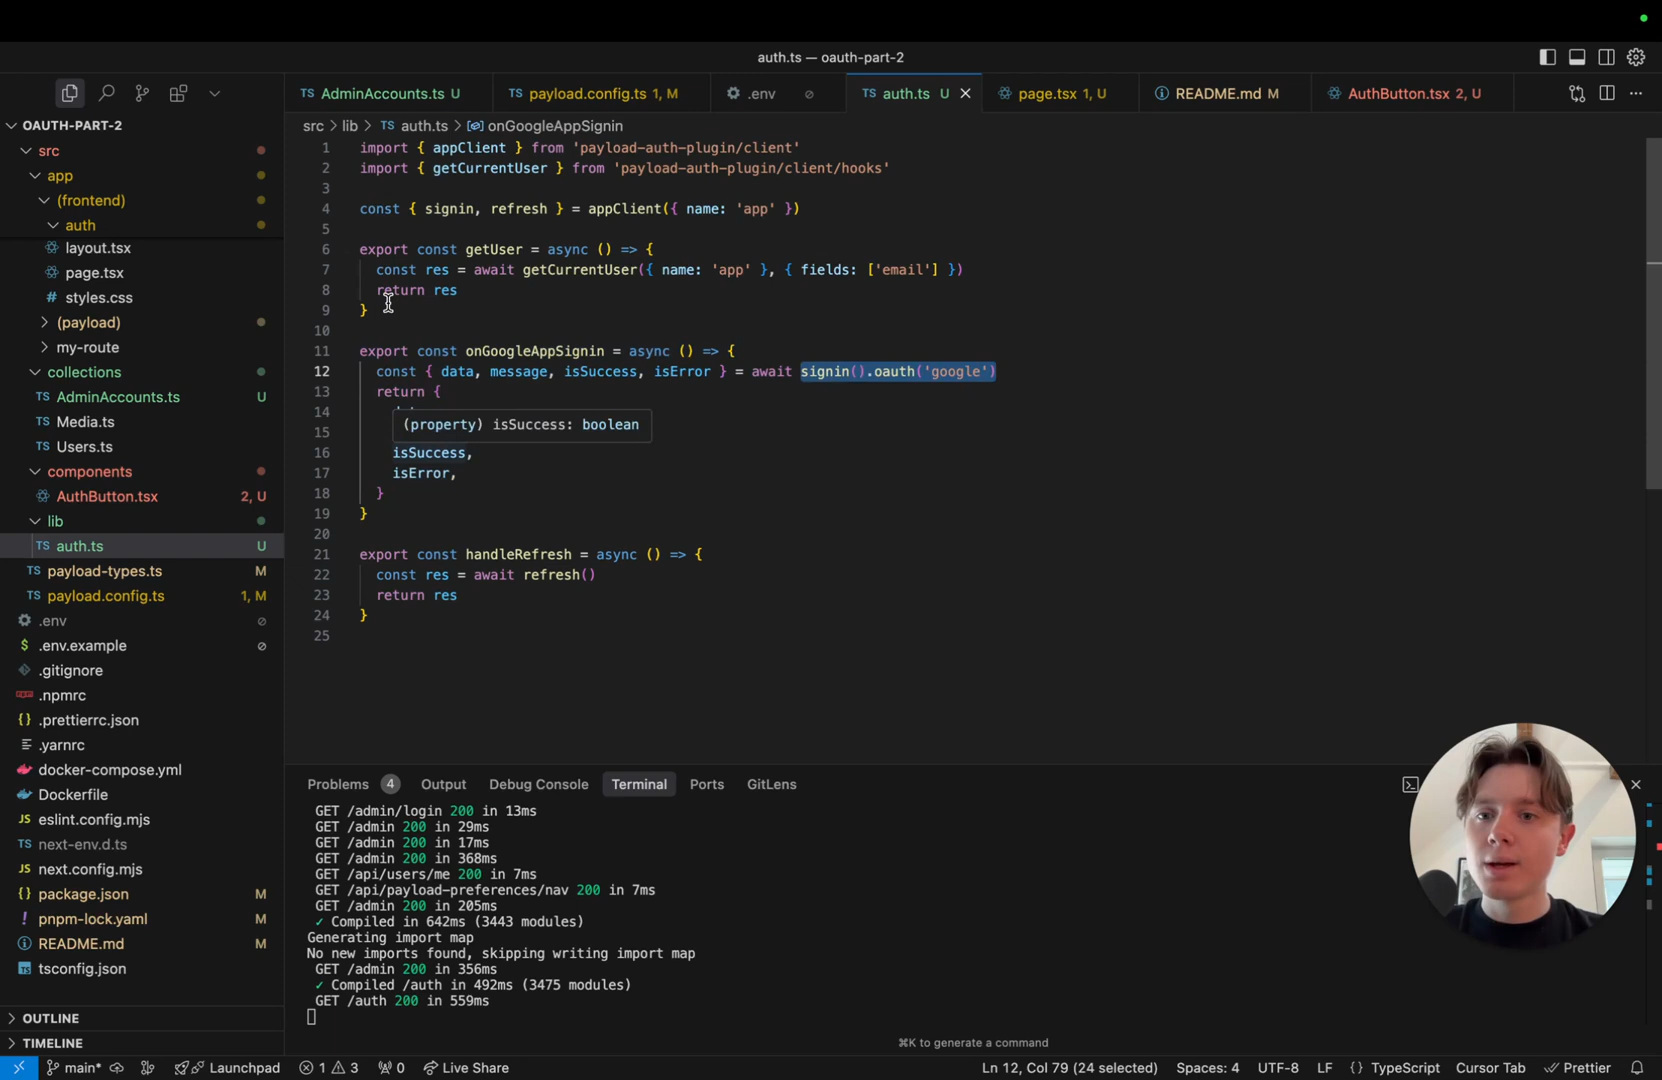 auth.ts — oauth-part-2
AdminAccounts.ts U
payload.config.ts 1, M
.env
auth.ts U
page.tsx 1, U
README.md M
AuthButton.tsx 2, U
OAUTH-PART-2
src
app
(frontend)
auth
layout.tsx
page.tsx
styles.css
(payload)
my-route
collections
AdminAccounts.ts U
Media.ts
Users.ts
components
AuthButton.tsx 2, U
lib
TS auth.ts U
TS payload-types.ts M
TS payload.config.ts 1, M
.env
$ .env.example
.gitignore
.npmrc
{} .prettierrc.json
.yarnrc
docker-compose.yml
Dockerfile
JS eslint.config.mjs
next-env.d.ts
JS next.config.mjs
{} package.json M
! pnpm-lock.yaml M
README.md M
TS tsconfig.json
OUTLINE
TIMELINE
src > lib > TS auth.ts > onGoogleAppSignin
1 import { appClient } from 'payload-auth-plugin/client'
2 import { getCurrentUser } from 'payload-auth-plugin/client/hooks'
3
4 const { signin, refresh } = appClient({ name: 'app' })
5
6 export const getUser = async () => {
7 const res = await getCurrentUser({ name: 'app' }, { fields: ['email'] })
8 return res
9 }
10
11 export const onGoogleAppSignin = async () => {
12 const { data, message, isSuccess, isError } = await signin().oauth('google')
13 return {
14
(property) isSuccess: boolean
15
16 isSuccess,
17 isError,
18 }
19 }
20
21 export const handleRefresh = async () => {
22 const res = await refresh()
23 return res
24 }
25
Problems 4 Output Debug Console Terminal Ports GitLens
GET /admin/login 200 in 13ms
GET /admin 200 in 29ms
GET /admin 200 in 17ms
GET /admin 200 in 368ms
GET /api/users/me 200 in 7ms
GET /api/payload-preferences/nav 200 in 7ms
GET /admin 200 in 205ms
✓ Compiled in 642ms (3443 modules)
Generating import map
No new imports found, skipping writing import map
GET /admin 200 in 356ms
✓ Compiled /auth in 492ms (3475 modules)
GET /auth 200 in 559ms
⌘K to generate a command
main* Launchpad 1 3 0 Live Share Ln 12, Col 79 (24 selected) Spaces: 4 UTF-8 LF {} TypeScript Cursor Tab Prettier